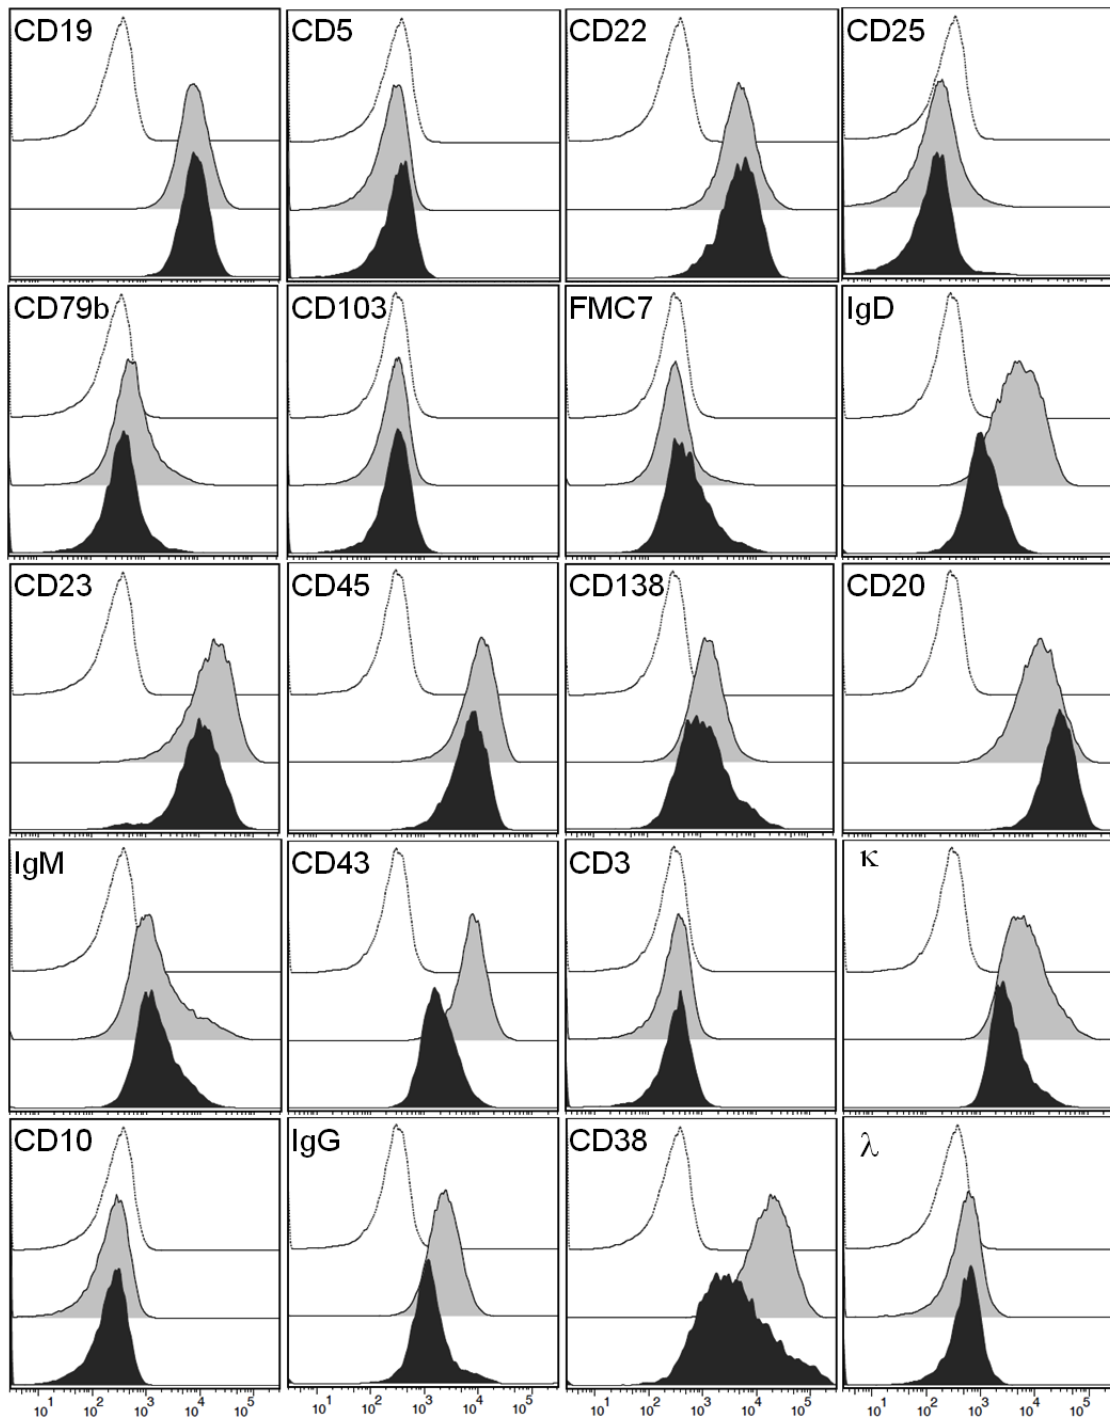 CD19 CD5 CD22 CD25
CD79b CD103 FMC7 IgD
CD23 CD45 CD138 CD20
IgM CD43 CD3 κ
CD10 IgG CD38 λ
10¹ 10² 10³ 10⁴ 10⁵ 10¹ 10² 10³ 10⁴ 10⁵ 10¹ 10² 10³ 10⁴ 10⁵ 10¹ 10² 10³ 10⁴ 10⁵